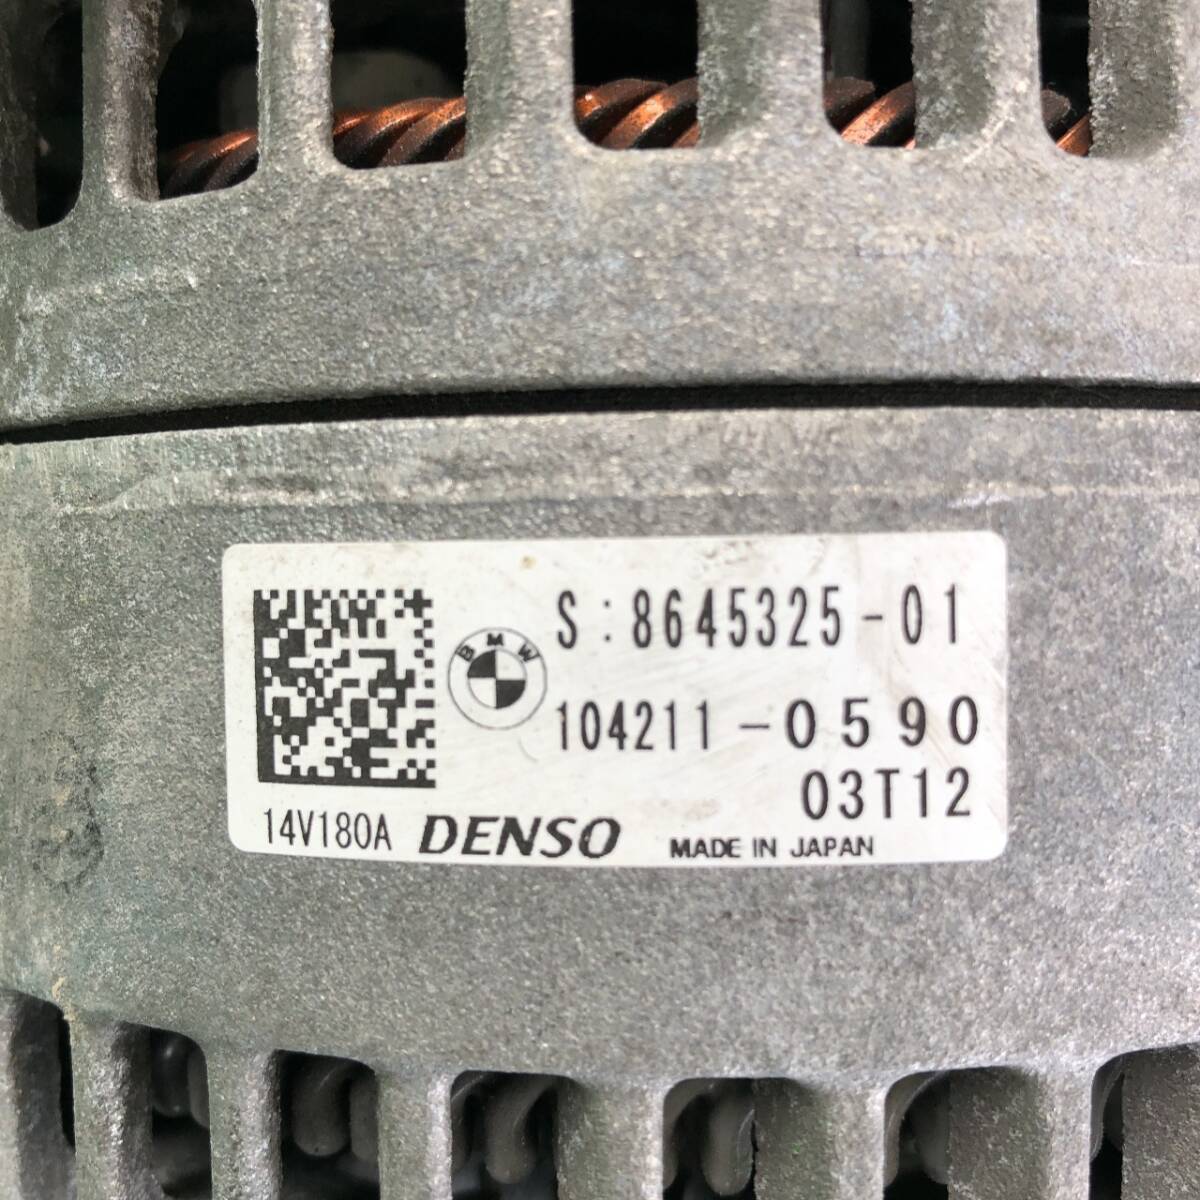 BMW
S:8645325-01
104211-0590
03T12
14V180A DENSO MADE IN JAPAN